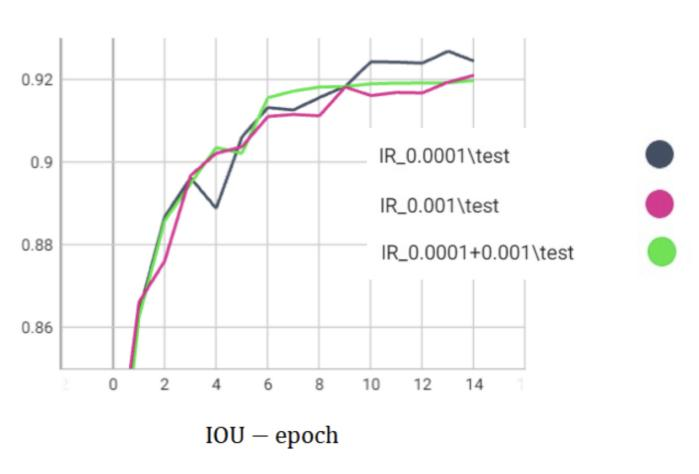 0.92
0.9
0.88
0.86
IR_0.0001\test
IR_0.001\test
IR_0.0001+0.001\test
0 2 4 6 8 10 12 14
IOU – epoch